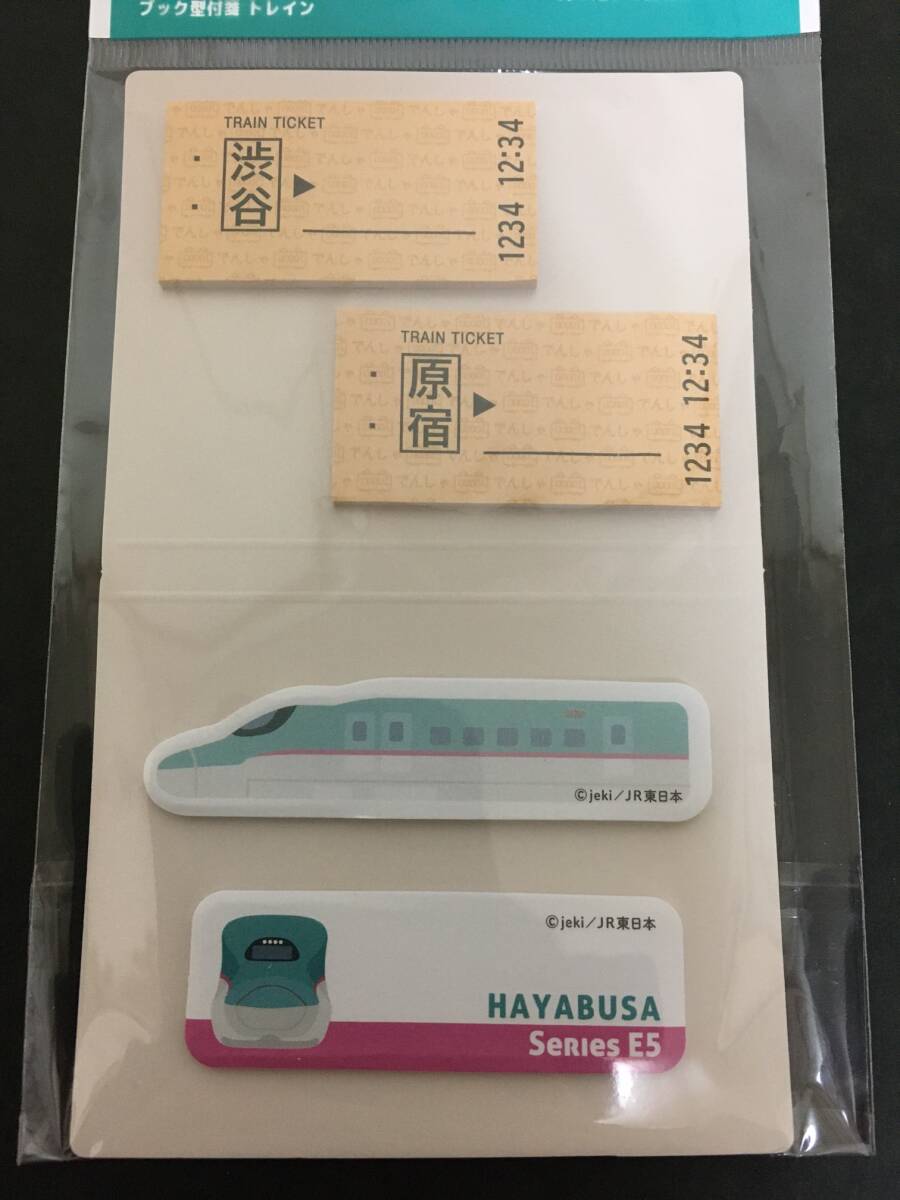 ブック型付箋 トレイン
TRAIN TICKET
渋谷
1234 12:34
TRAIN TICKET
原宿
1234 12:34
©jeki/JR東日本
©jeki/JR東日本
HAYABUSA
SERIES E5